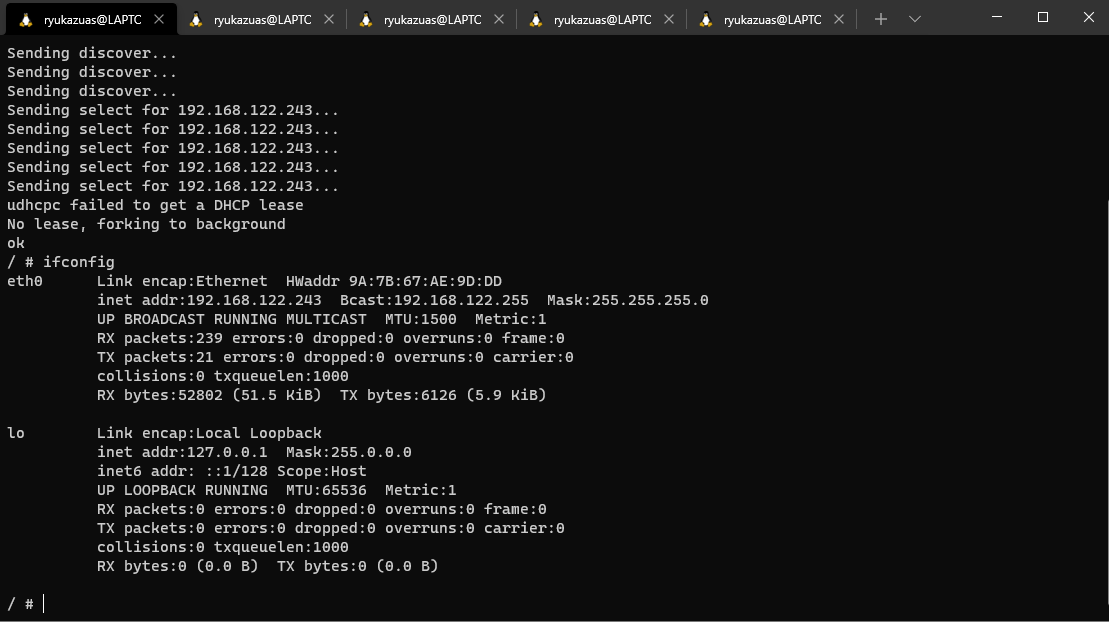 ryukazuas@LAPTC ryukazuas@LAPTC ryukazuas@LAPTC ryukazuas@LAPTC ryukazuas@LAPTC
Sending discover...
Sending discover...
Sending discover...
Sending select for 192.168.122.243...
Sending select for 192.168.122.243...
Sending select for 192.168.122.243...
Sending select for 192.168.122.243...
Sending select for 192.168.122.243...
udhcpc failed to get a DHCP lease
No lease, forking to background
ok
/ # ifconfig
eth0      Link encap:Ethernet  HWaddr 9A:7B:67:AE:9D:DD
          inet addr:192.168.122.243  Bcast:192.168.122.255  Mask:255.255.255.0
          UP BROADCAST RUNNING MULTICAST  MTU:1500  Metric:1
          RX packets:239 errors:0 dropped:0 overruns:0 frame:0
          TX packets:21 errors:0 dropped:0 overruns:0 carrier:0
          collisions:0 txqueuelen:1000
          RX bytes:52802 (51.5 KiB)  TX bytes:6126 (5.9 KiB)

lo        Link encap:Local Loopback
          inet addr:127.0.0.1  Mask:255.0.0.0
          inet6 addr: ::1/128 Scope:Host
          UP LOOPBACK RUNNING  MTU:65536  Metric:1
          RX packets:0 errors:0 dropped:0 overruns:0 frame:0
          TX packets:0 errors:0 dropped:0 overruns:0 carrier:0
          collisions:0 txqueuelen:1000
          RX bytes:0 (0.0 B)  TX bytes:0 (0.0 B)

/ #